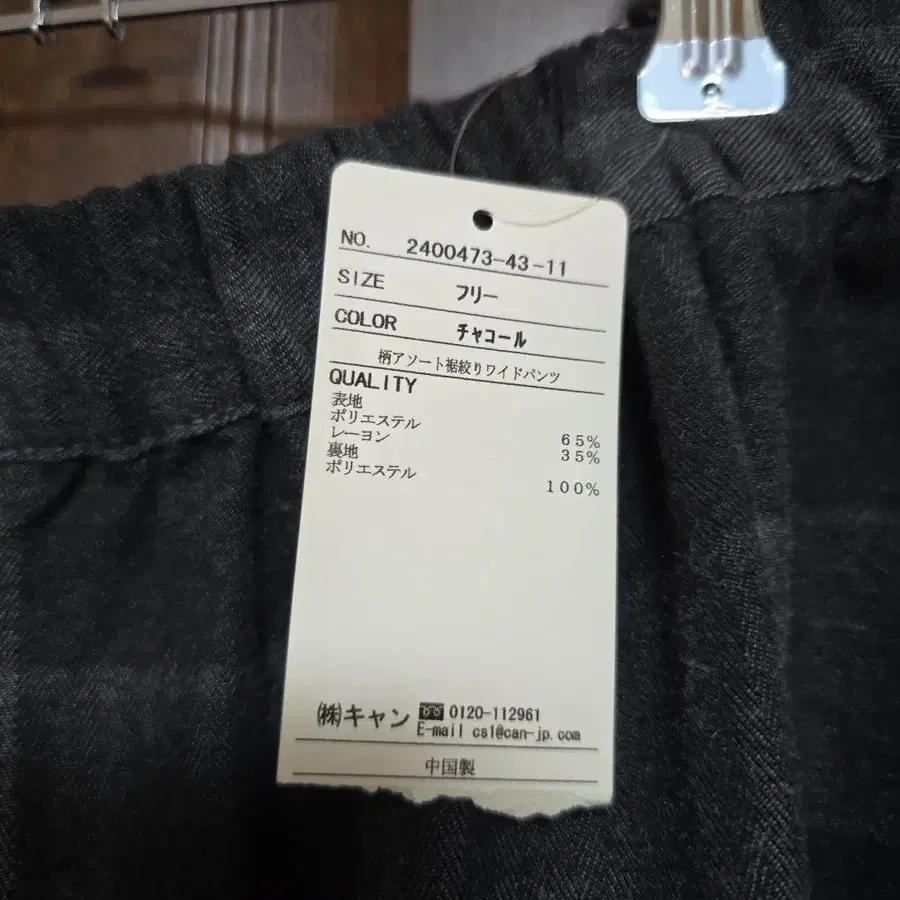 NO. 2400473-43-11
SIZE フリー
COLOR チャコール
柄アソート裾絞りワイドパンツ
QUALITY
表地
ポリエステル 65%
レーヨン 35%
裏地
ポリエステル 100%
㈱キャン 0120-112961
E-mail cs1@can-jp.com
中国製